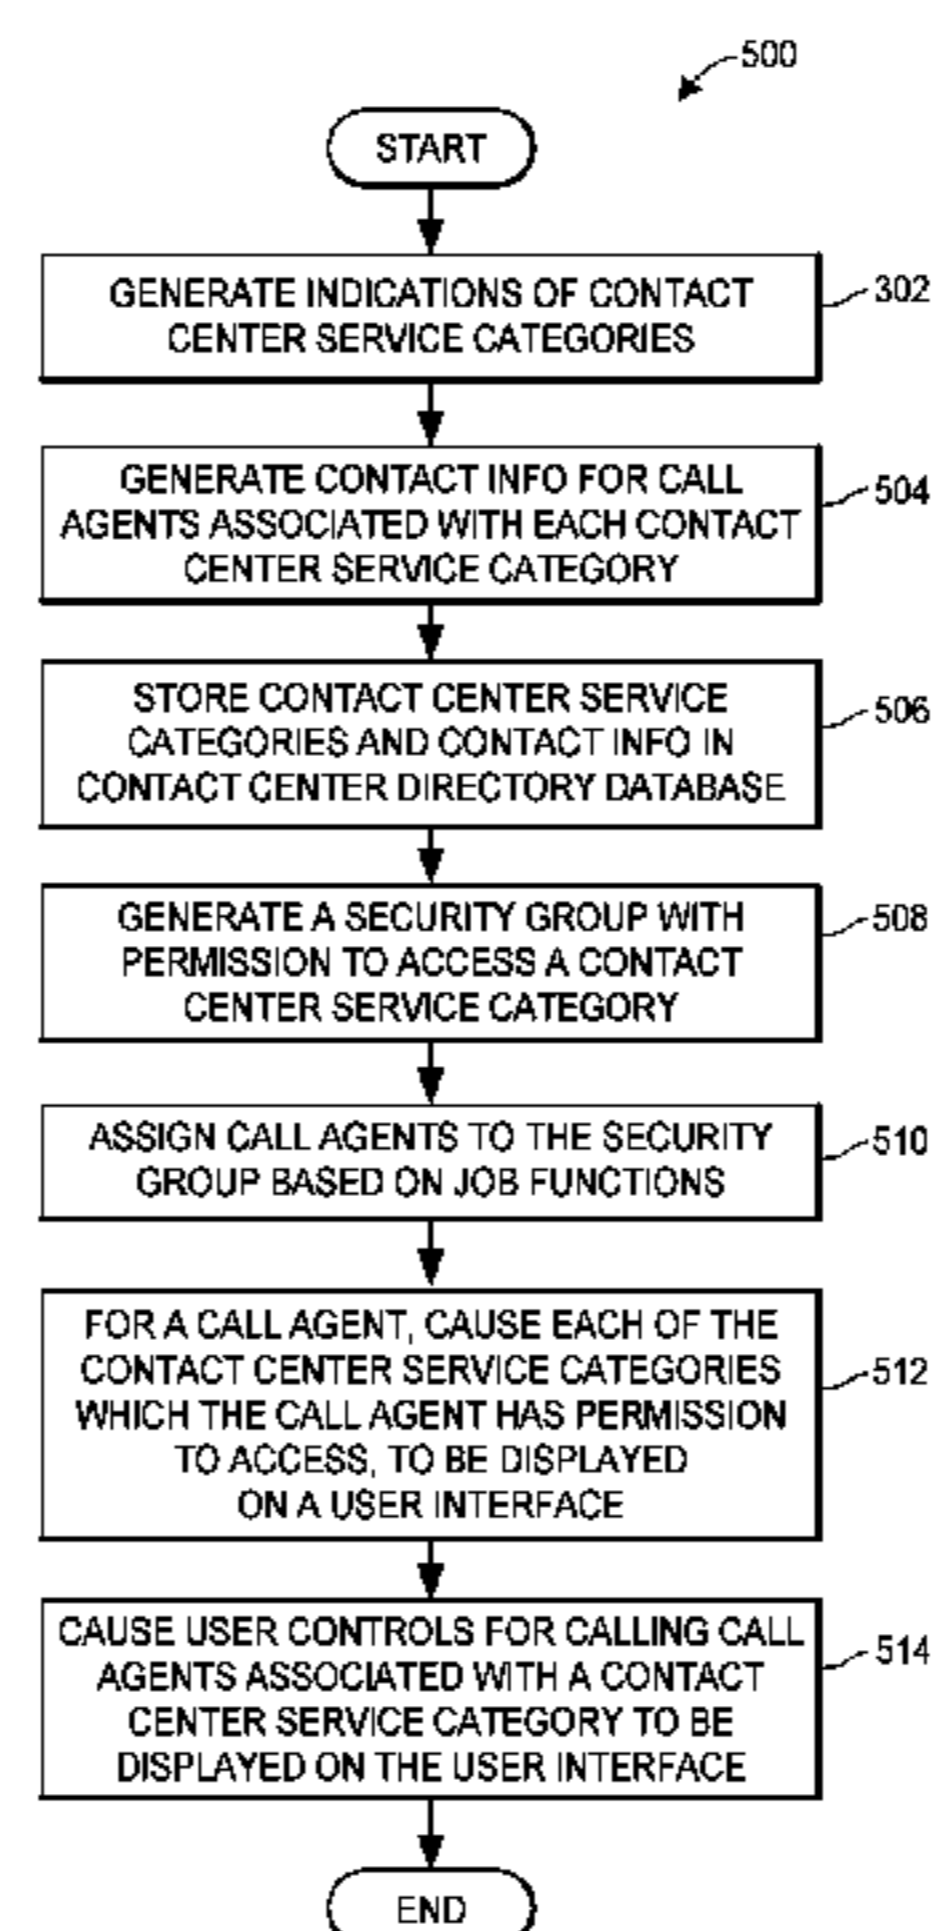 500
START
GENERATE INDICATIONS OF CONTACT
CENTER SERVICE CATEGORIES
302
GENERATE CONTACT INFO FOR CALL
AGENTS ASSOCIATED WITH EACH CONTACT
CENTER SERVICE CATEGORY
504
STORE CONTACT CENTER SERVICE
CATEGORIES AND CONTACT INFO IN
CONTACT CENTER DIRECTORY DATABASE
506
GENERATE A SECURITY GROUP WITH
PERMISSION TO ACCESS A CONTACT
CENTER SERVICE CATEGORY
508
ASSIGN CALL AGENTS TO THE SECURITY
GROUP BASED ON JOB FUNCTIONS
510
FOR A CALL AGENT, CAUSE EACH OF THE
CONTACT CENTER SERVICE CATEGORIES
WHICH THE CALL AGENT HAS PERMISSION
TO ACCESS, TO BE DISPLAYED
ON A USER INTERFACE
512
CAUSE USER CONTROLS FOR CALLING CALL
AGENTS ASSOCIATED WITH A CONTACT
CENTER SERVICE CATEGORY TO BE
DISPLAYED ON THE USER INTERFACE
514
END